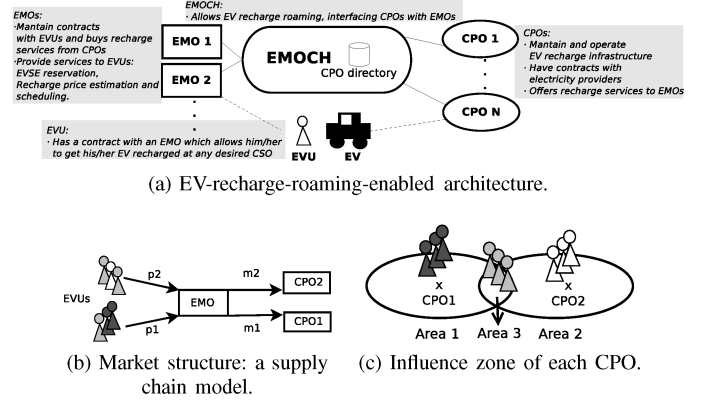 EMOs:
·Mantain contracts
with EVUs and buys recharge
services from CPOs
·Provide services to EVUs:
EVSE reservation,
Recharge price estimation and
scheduling.
EMOCH:
· Allows EV recharge roaming, interfacing CPOs with EMOs
EMO 1
EMO 2
EMOCH
CPO directory
CPO 1
CPO N
CPOs:
· Mantain and operate
EV recharge infrastructure
· Have contracts with
electricity providers
· Offers recharge services to EMOs
EVU:
· Has a contract with an EMO which allows him/her
to get his/her EV recharged at any desired CSO
EVU
EV
(a) EV-recharge-roaming-enabled architecture.
EVUs
p2
p1
EMO
m2
m1
CPO2
CPO1
(b) Market structure: a supply
chain model.
x
CPO1
x
CPO2
Area 1
Area 3
Area 2
(c) Influence zone of each CPO.